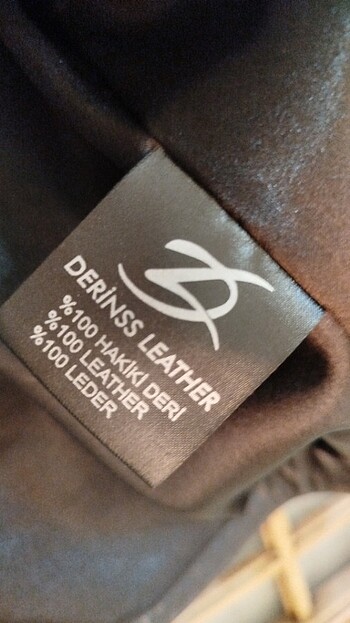 DERİNSS LEATHER
%100 HAKİKİ DERİ
%100 LEATHER
%100 LEDER